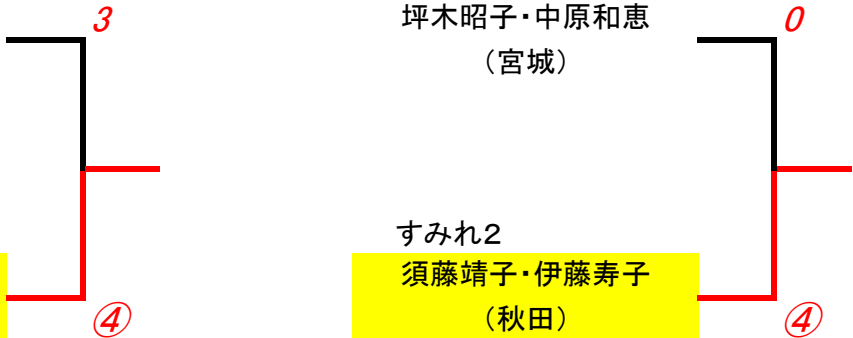 3
坪木昭子・中原和恵
0
（宮城）
すみれ2
須藤靖子・伊藤寿子
（秋田）
④
④